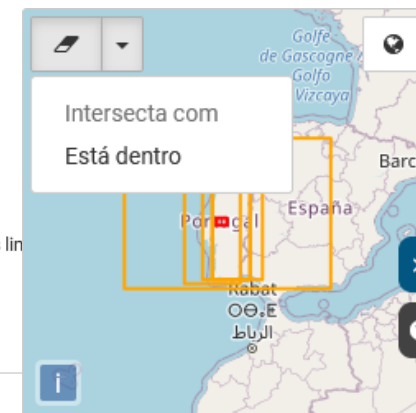 Golfe
de Gascogne /
Golfo
Vizcaya
Intersecta com
Está dentro
Barc
s lin
Portugal
España
Rabat
ⵔⴱⴰⵟ
الرباط
i